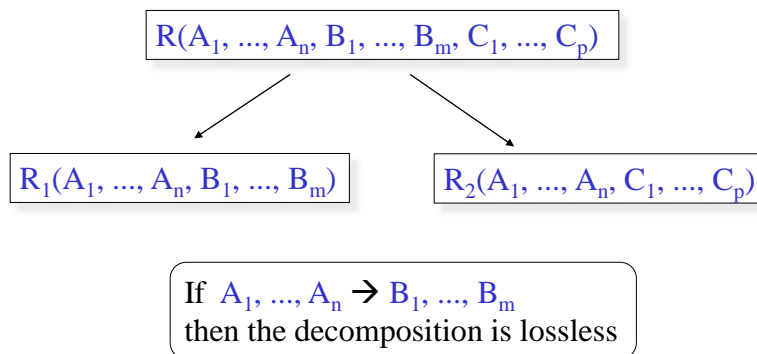 R(A₁, ..., Aₙ, B₁, ..., Bₘ, C₁, ..., Cₚ)
R₁(A₁, ..., Aₙ, B₁, ..., Bₘ)
R₂(A₁, ..., Aₙ, C₁, ..., Cₚ)
If A₁, ..., Aₙ → B₁, ..., Bₘ
then the decomposition is lossless